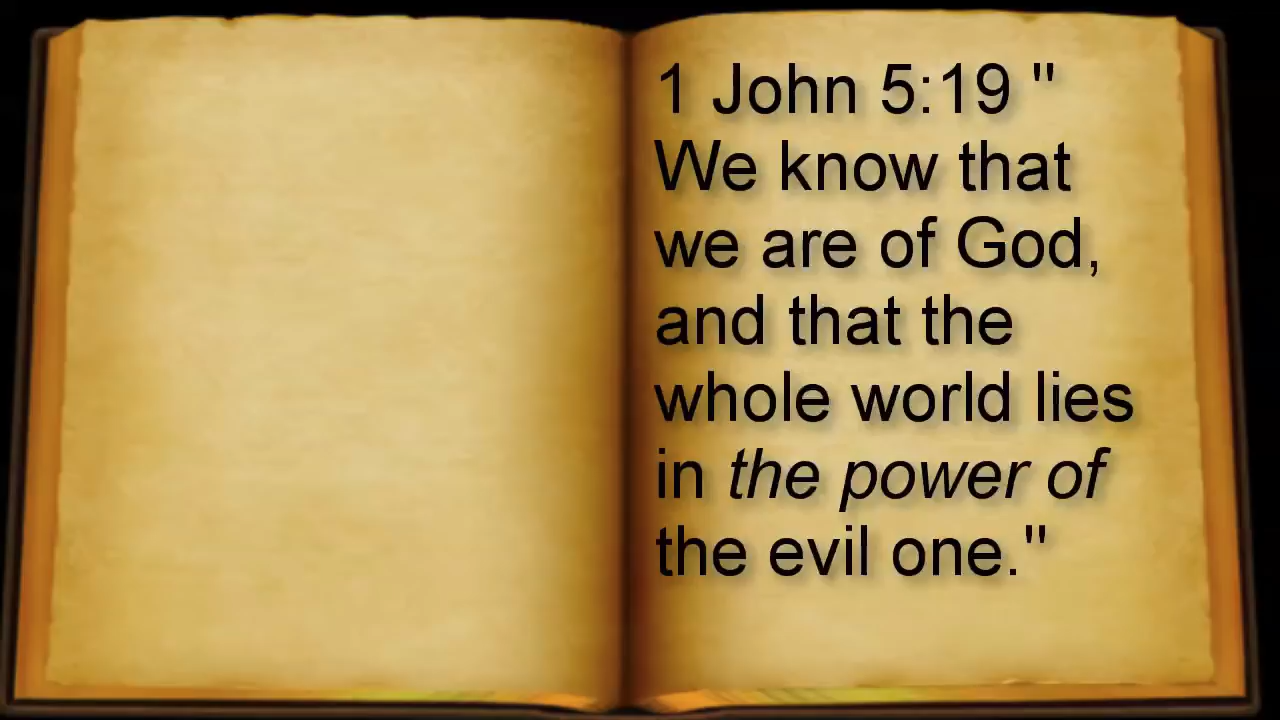 1 John 5:19 "
We know that
we are of God,
and that the
whole world lies
in the power of
the evil one."